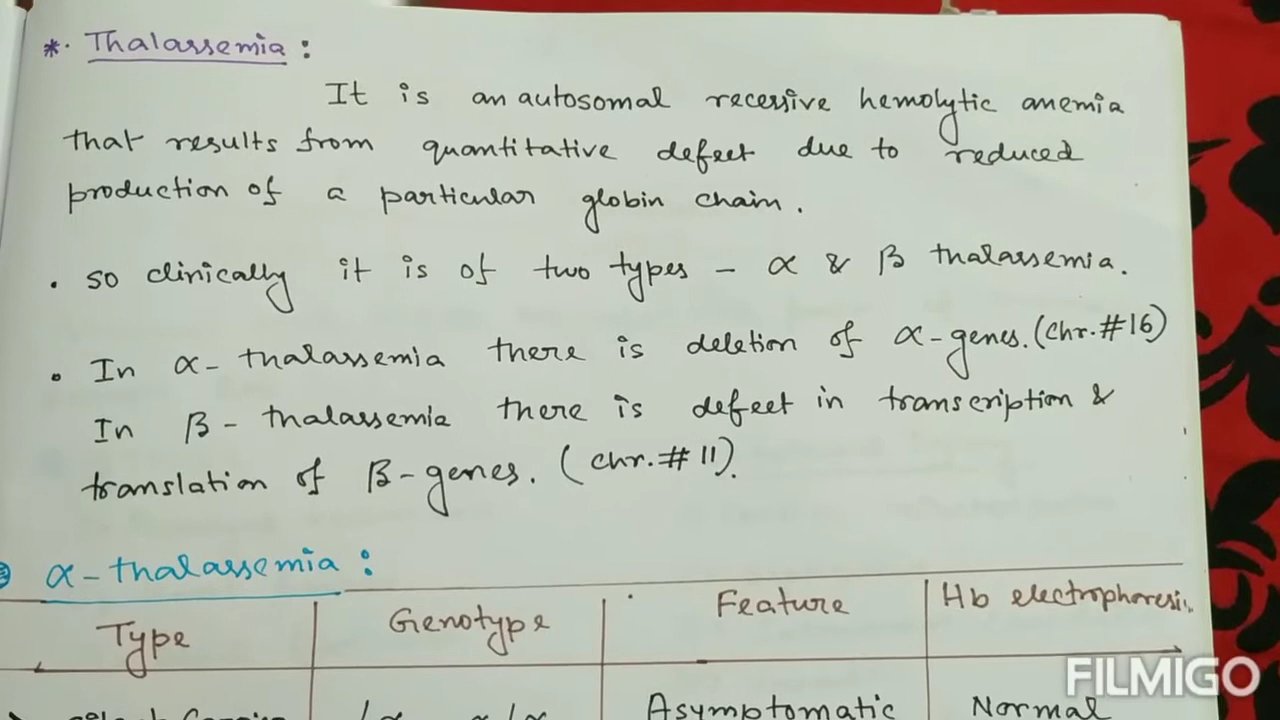 *. Thalassemia :
It is an autosomal recessive hemolytic anemia
that results from quantitative defect due to reduced
production of a particular globin chain.
. so clinically it is of two types - α & β thalassemia.
. In α- thalassemia there is deletion of α-genes. (chr.#16)
In β- thalassemia there is defect in transcription &
translation of β-genes. (chr.# 11).
α-thalassemia :
Type Genotype Feature Hb electrophoresis
Asymptomatic Normal
FILMIGO